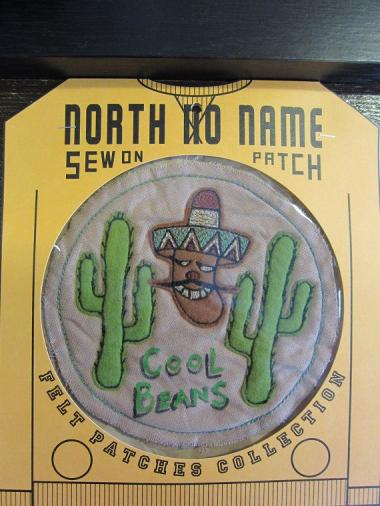 NORTH NO NAME
SEW ON PATCH
COOL
BEANS
FELT PATCHES COLLECTION